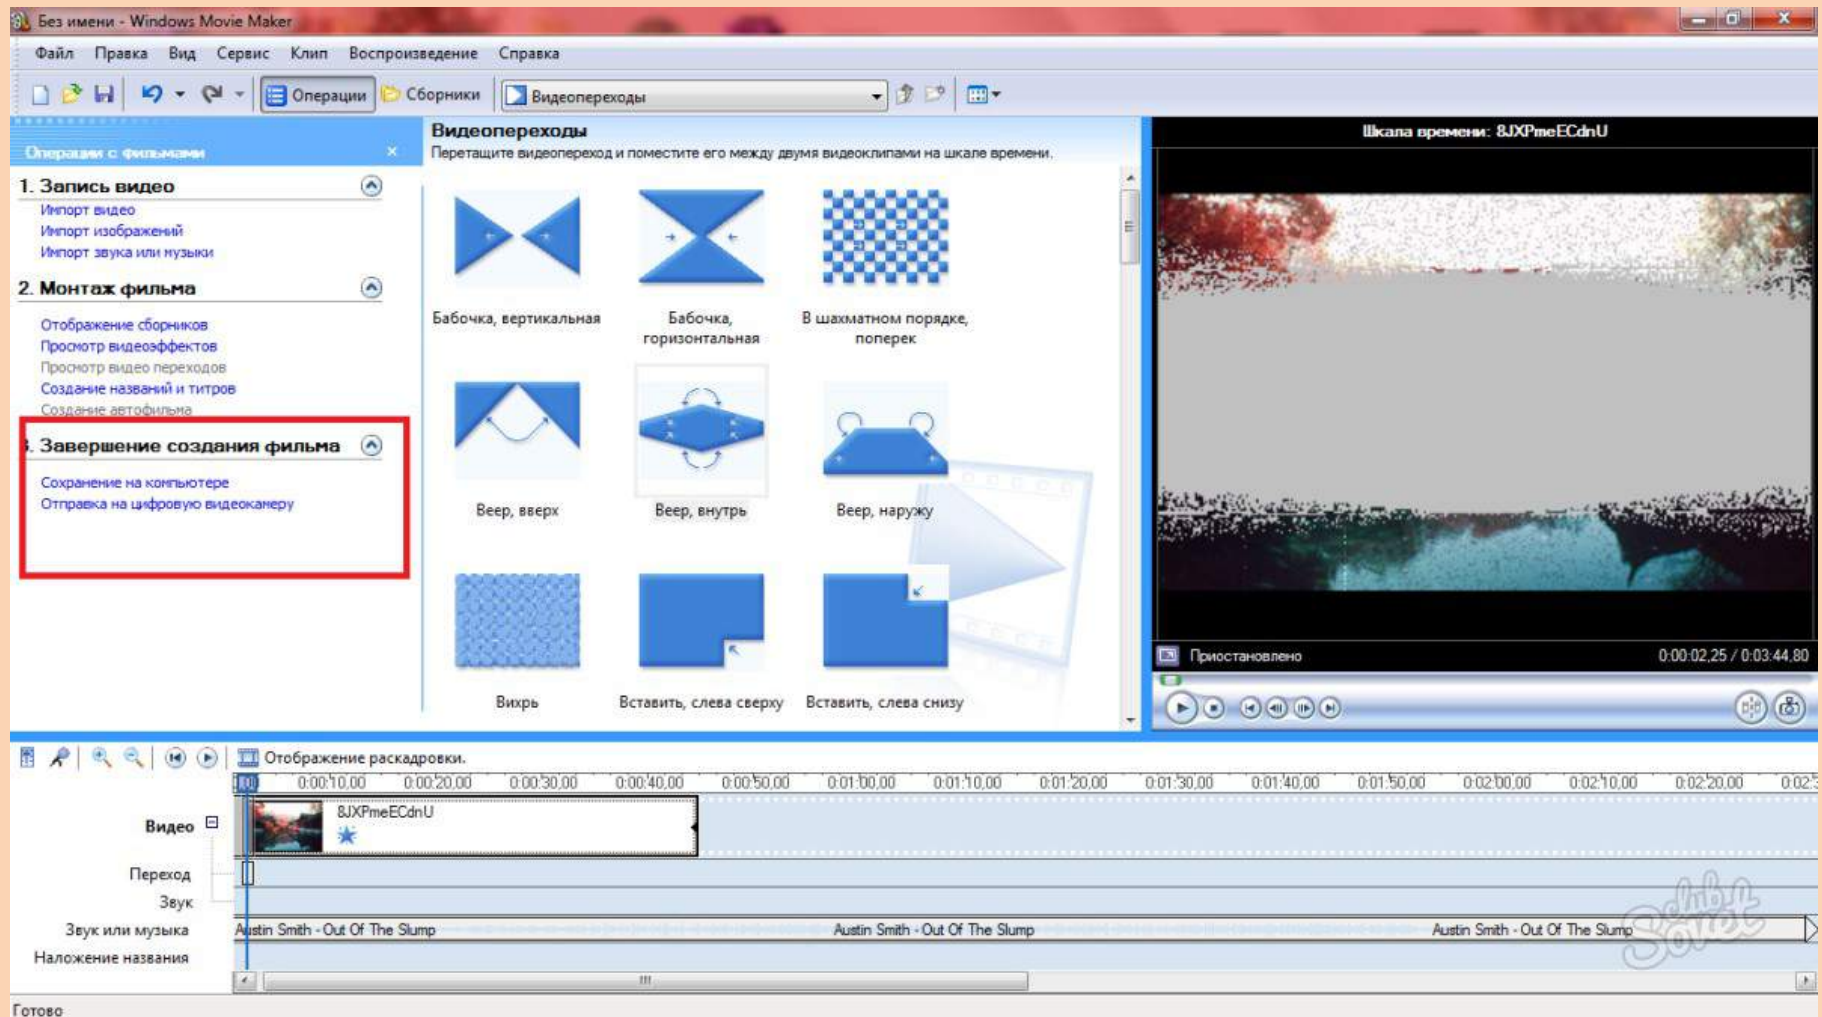 Без имени - Windows Movie Maker
Файл Правка Вид Сервис Клип Воспроизведение Справка
Операции Сборники Видеопереходы
Операции с фильмами
1. Запись видео
Импорт видео
Импорт изображений
Импорт звука или музыки
2. Монтаж фильма
Отображение сборников
Просмотр видеоэффектов
Просмотр видео переходов
Создание названий и титров
Создание автофильма
3. Завершение создания фильма
Сохранение на компьютере
Отправка на цифровую видеокамеру
Видеопереходы
Перетащите видеопереход и поместите его между двумя видеоклипами на шкале времени.
Бабочка, вертикальная
Бабочка,
горизонтальная
В шахматном порядке,
поперек
Веер, вверх
Веер, внутрь
Веер, наружу
Вихрь
Вставить, слева сверху
Вставить, слева снизу
Шкала времени: 8JXPmeECdnU
Приостановлено 0:00:02,25 / 0:03:44,80
Отображение раскадровки.
0:00:10,00 0:00:20,00 0:00:30,00 0:00:40,00 0:00:50,00 0:01:00,00 0:01:10,00 0:01:20,00 0:01:30,00 0:01:40,00 0:01:50,00 0:02:00,00 0:02:10,00 0:02:20,00
Видео 8JXPmeECdnU
Переход
Звук
Звук или музыка Austin Smith - Out Of The Slump Austin Smith - Out Of The Slump Austin Smith - Out Of The Slump
Наложение названия
Готово
club
Sovet